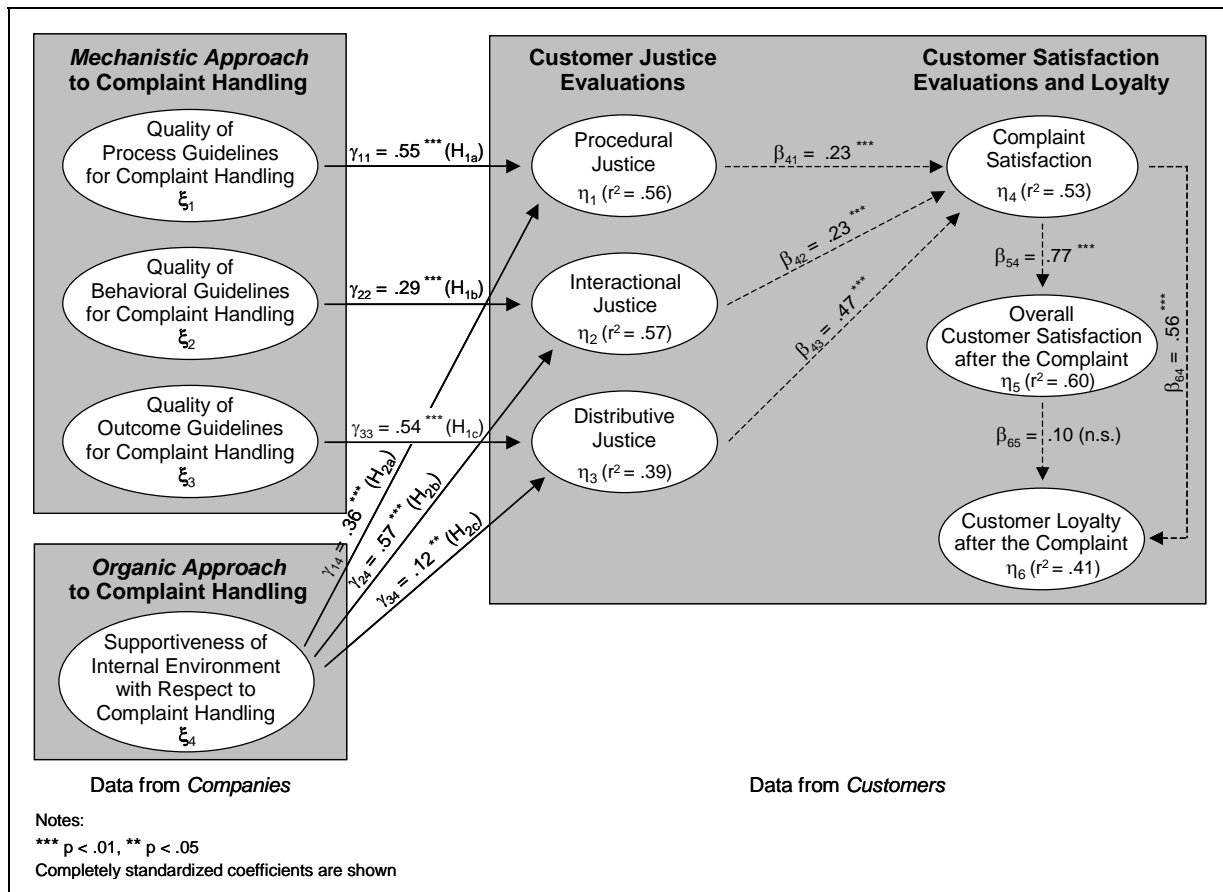 Mechanistic Approach
to Complaint Handling
Quality of
Process Guidelines
for Complaint Handling
ξ1
Quality of
Behavioral Guidelines
for Complaint Handling
ξ2
Quality of
Outcome Guidelines
for Complaint Handling
ξ3
Organic Approach
to Complaint Handling
Supportiveness of
Internal Environment
with Respect to
Complaint Handling
ξ4
γ11 = .55 *** (H1a)
γ22 = .29 *** (H1b)
γ33 = .54 *** (H1c)
γ14 = .36 *** (H2a)
γ24 = .57 *** (H2b)
γ34 = .12 ** (H2c)
Customer Justice
Evaluations
Procedural
Justice
η1 (r² = .56)
Interactional
Justice
η2 (r² = .57)
Distributive
Justice
η3 (r² = .39)
β41 = .23 ***
β42 = .23 ***
β43 = .47 ***
Customer Satisfaction
Evaluations and Loyalty
Complaint
Satisfaction
η4 (r² = .53)
β54 = .77 ***
Overall
Customer Satisfaction
after the Complaint
η5 (r² = .60)
β64 = .56 ***
β65 = .10 (n.s.)
Customer Loyalty
after the Complaint
η6 (r² = .41)
Data from Companies
Data from Customers
Notes:
*** p < .01, ** p < .05
Completely standardized coefficients are shown